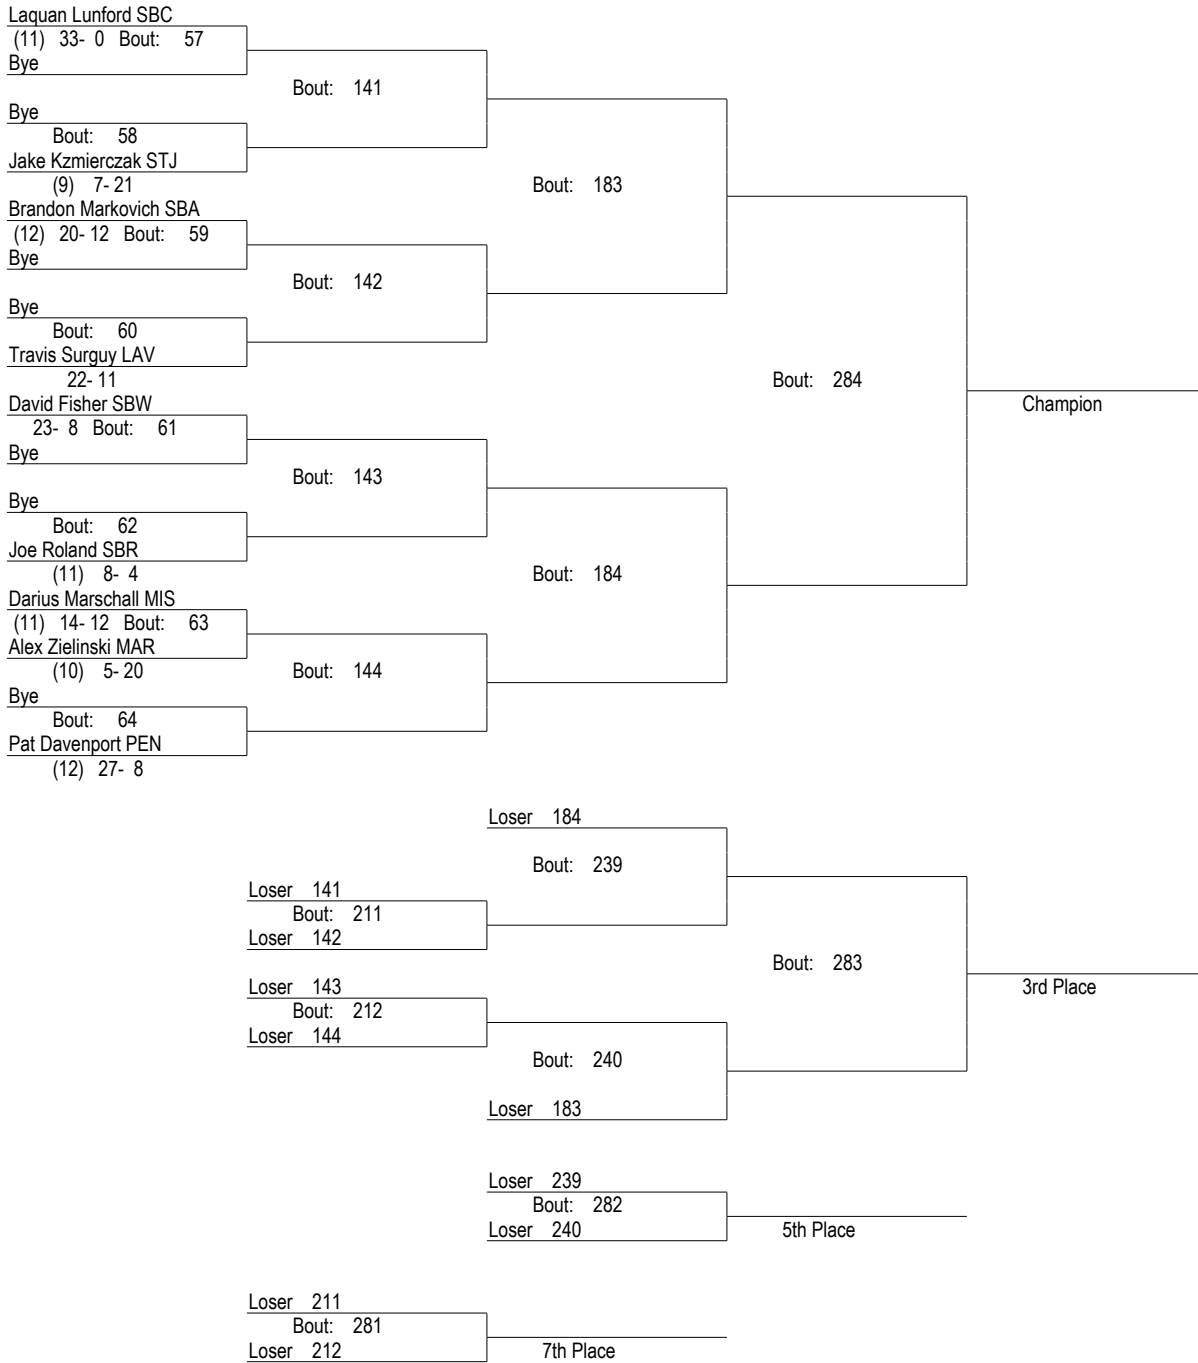 Laquan Lunford SBC
(11) 33- 0 Bout: 57
Bye
Bout: 141
Bye
Bout: 58
Jake Kzmierczak STJ
(9) 7- 21
Bout: 183
Brandon Markovich SBA
(12) 20- 12 Bout: 59
Bye
Bout: 142
Bye
Bout: 60
Travis Surguy LAV
22- 11
Bout: 284
David Fisher SBW
Champion
23- 8 Bout: 61
Bye
Bout: 143
Bye
Bout: 62
Joe Roland SBR
(11) 8- 4
Bout: 184
Darius Marschall MIS
(11) 14- 12 Bout: 63
Alex Zielinski MAR
(10) 5- 20
Bout: 144
Bye
Bout: 64
Pat Davenport PEN
(12) 27- 8
Loser 184
Bout: 239
Loser 141
Bout: 211
Loser 142
Bout: 283
Loser 143
3rd Place
Bout: 212
Loser 144
Bout: 240
Loser 183
Loser 239
Bout: 282
Loser 240
5th Place
Loser 211
Bout: 281
Loser 212
7th Place